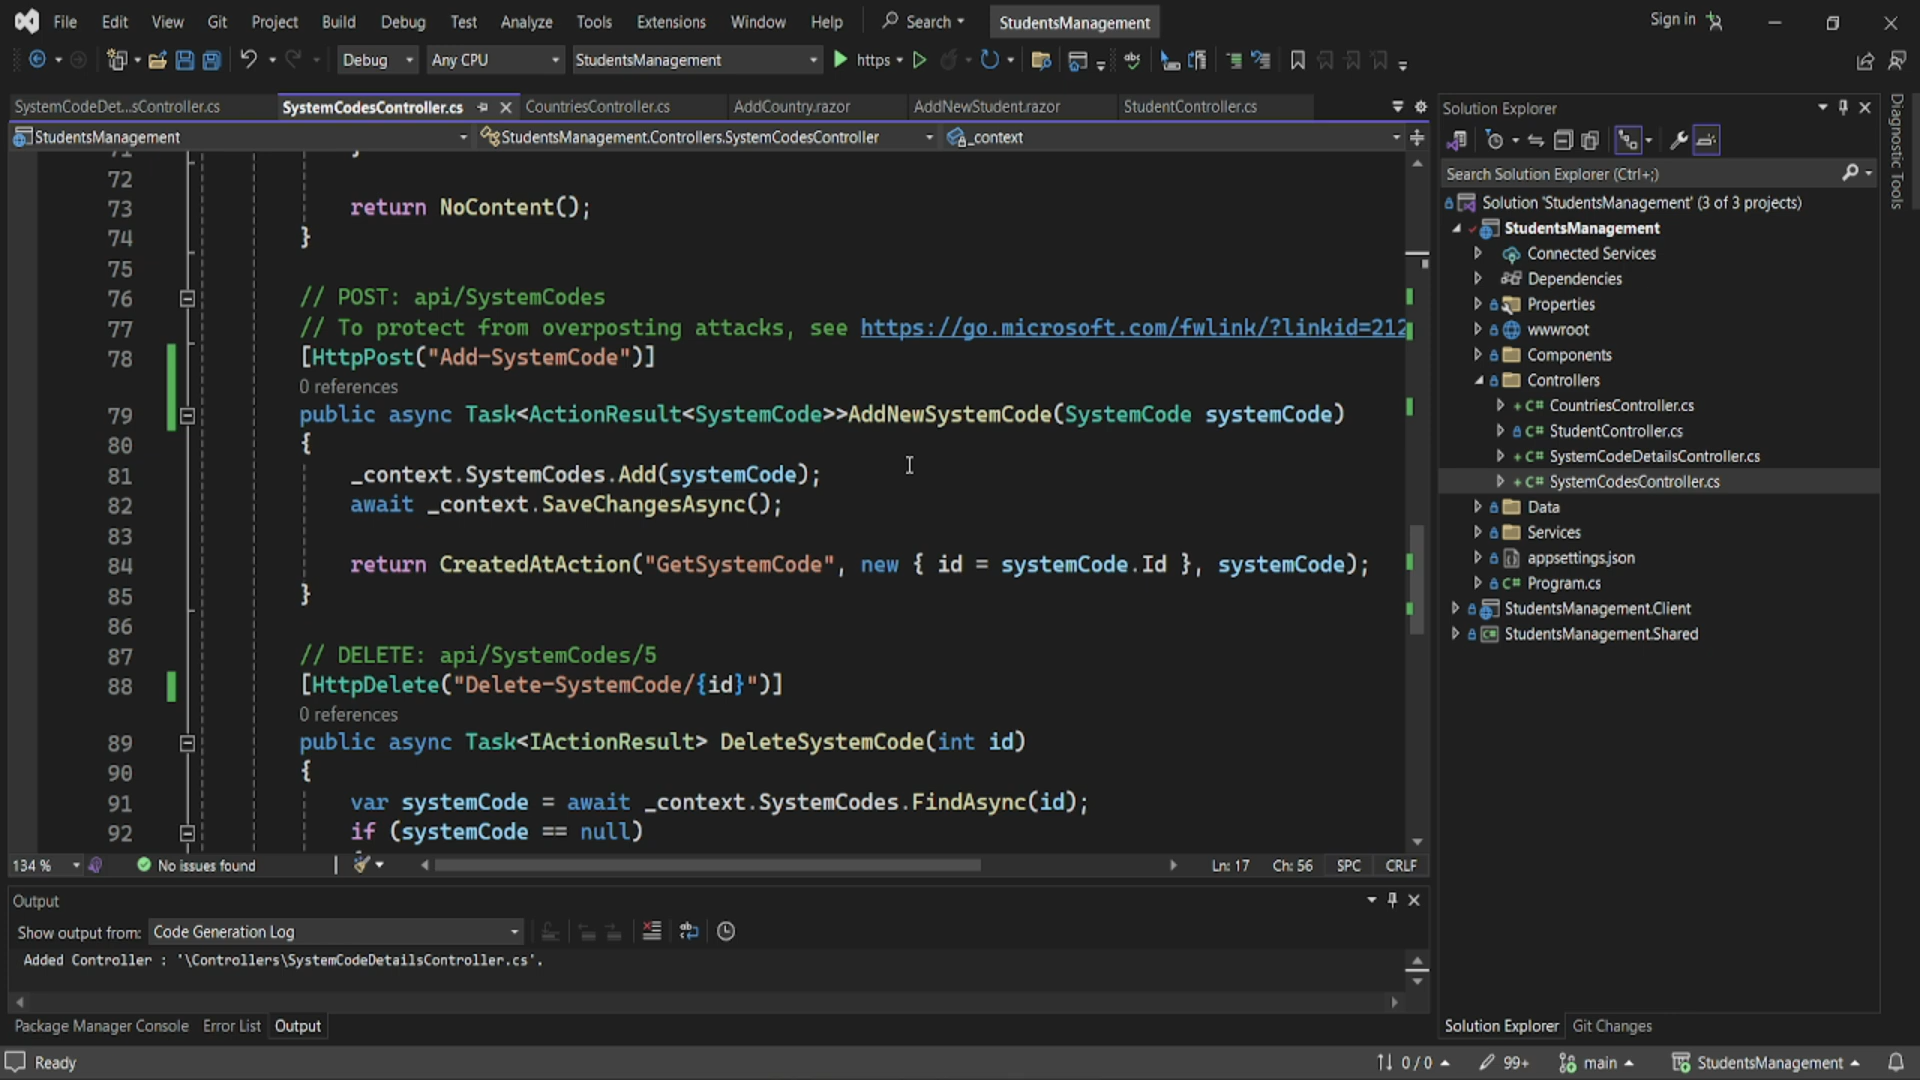 File Edit View Git Project Build Debug Test Analyze Tools Extensions Window Help Search StudentsManagement Sign in
Debug Any CPU StudentsManagement https
SystemCodeDet...sController.cs SystemCodesController.cs CountriesController.cs AddCountry.razor AddNewStudent.razor StudentController.cs
StudentsManagement StudentsManagement.Controllers.SystemCodesController _context
72
73 return NoContent();
74 }
75
76 // POST: api/SystemCodes
77 // To protect from overposting attacks, see https://go.microsoft.com/fwlink/?linkid=212
78 [HttpPost("Add-SystemCode")]
0 references
79 public async Task<ActionResult<SystemCode>>AddNewSystemCode(SystemCode systemCode)
80 {
81 _context.SystemCodes.Add(systemCode);
82 await _context.SaveChangesAsync();
83
84 return CreatedAtAction("GetSystemCode", new { id = systemCode.Id }, systemCode);
85 }
86
87 // DELETE: api/SystemCodes/5
88 [HttpDelete("Delete-SystemCode/{id}")]
0 references
89 public async Task<IActionResult> DeleteSystemCode(int id)
90 {
91 var systemCode = await _context.SystemCodes.FindAsync(id);
92 if (systemCode == null)
134 % No issues found Ln: 17 Ch: 56 SPC CRLF
Output
Show output from: Code Generation Log
Added Controller : '\Controllers\SystemCodeDetailsController.cs'.
Package Manager Console Error List Output
Solution Explorer
Search Solution Explorer (Ctrl+;)
Solution 'StudentsManagement' (3 of 3 projects)
StudentsManagement
Connected Services
Dependencies
Properties
wwwroot
Components
Controllers
C# CountriesController.cs
C# StudentController.cs
C# SystemCodeDetailsController.cs
C# SystemCodesController.cs
Data
Services
appsettings.json
C# Program.cs
StudentsManagement.Client
StudentsManagement.Shared
Solution Explorer Git Changes
Diagnostic Tools
Ready 0 / 0 99+ main StudentsManagement